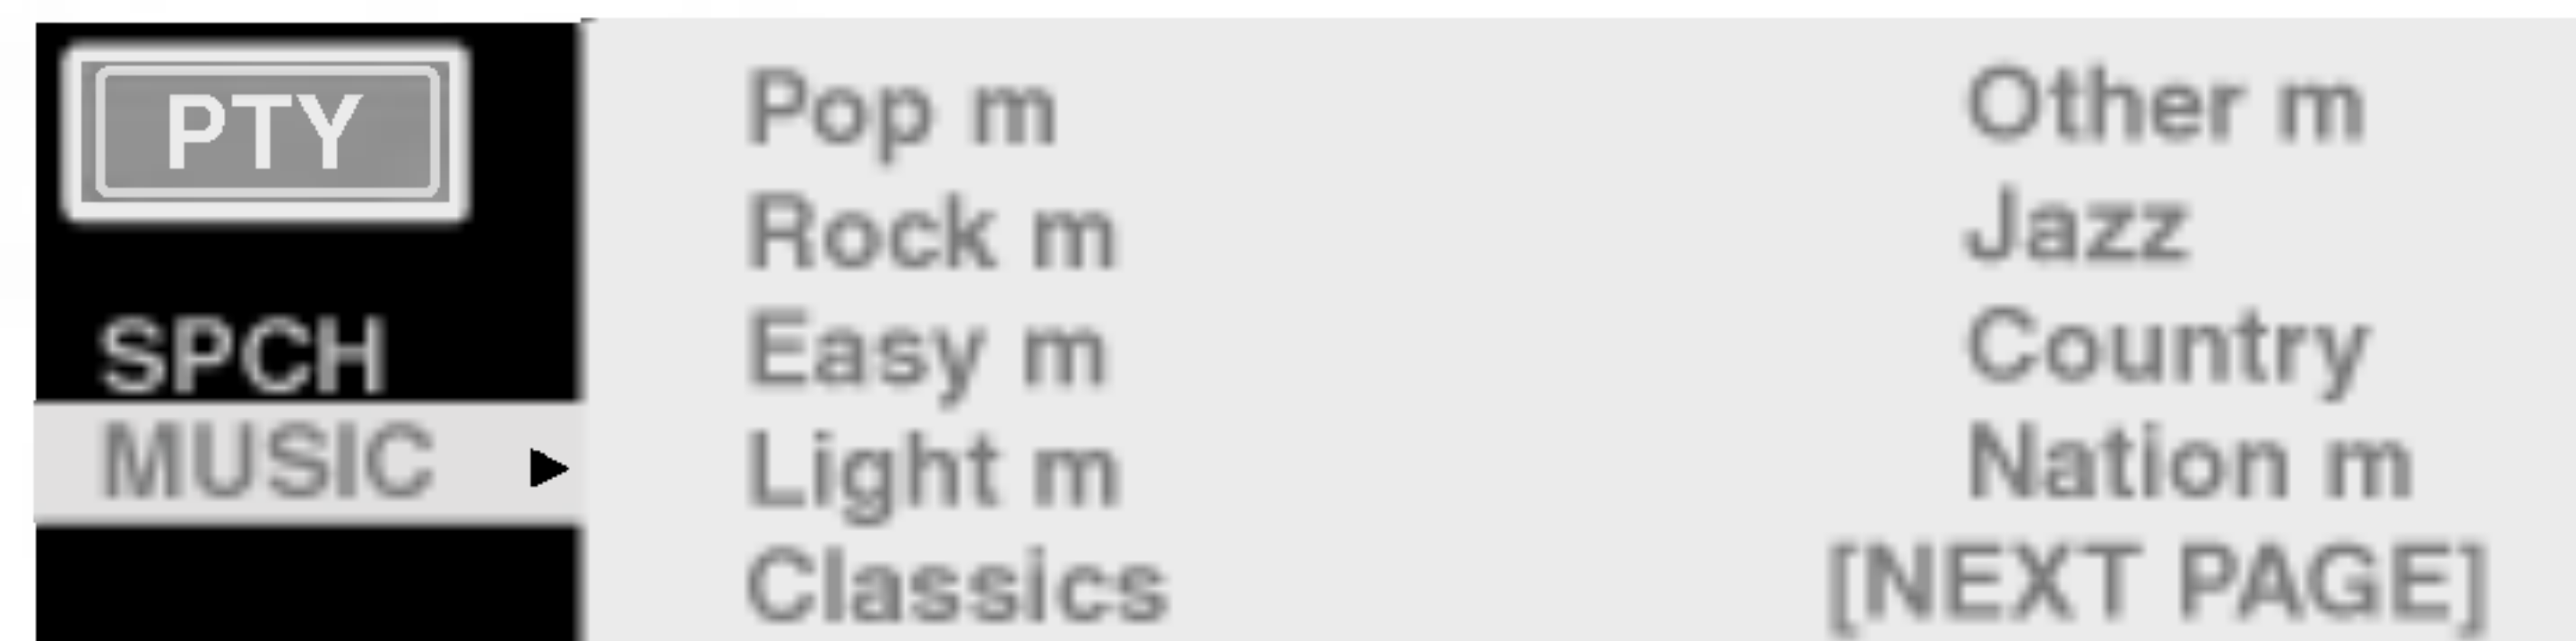 PTY
SPCH
MUSIC
Pop m
Rock m
Easy m
Light m
Classics
Other m
Jazz
Country
Nation m
[NEXT PAGE]